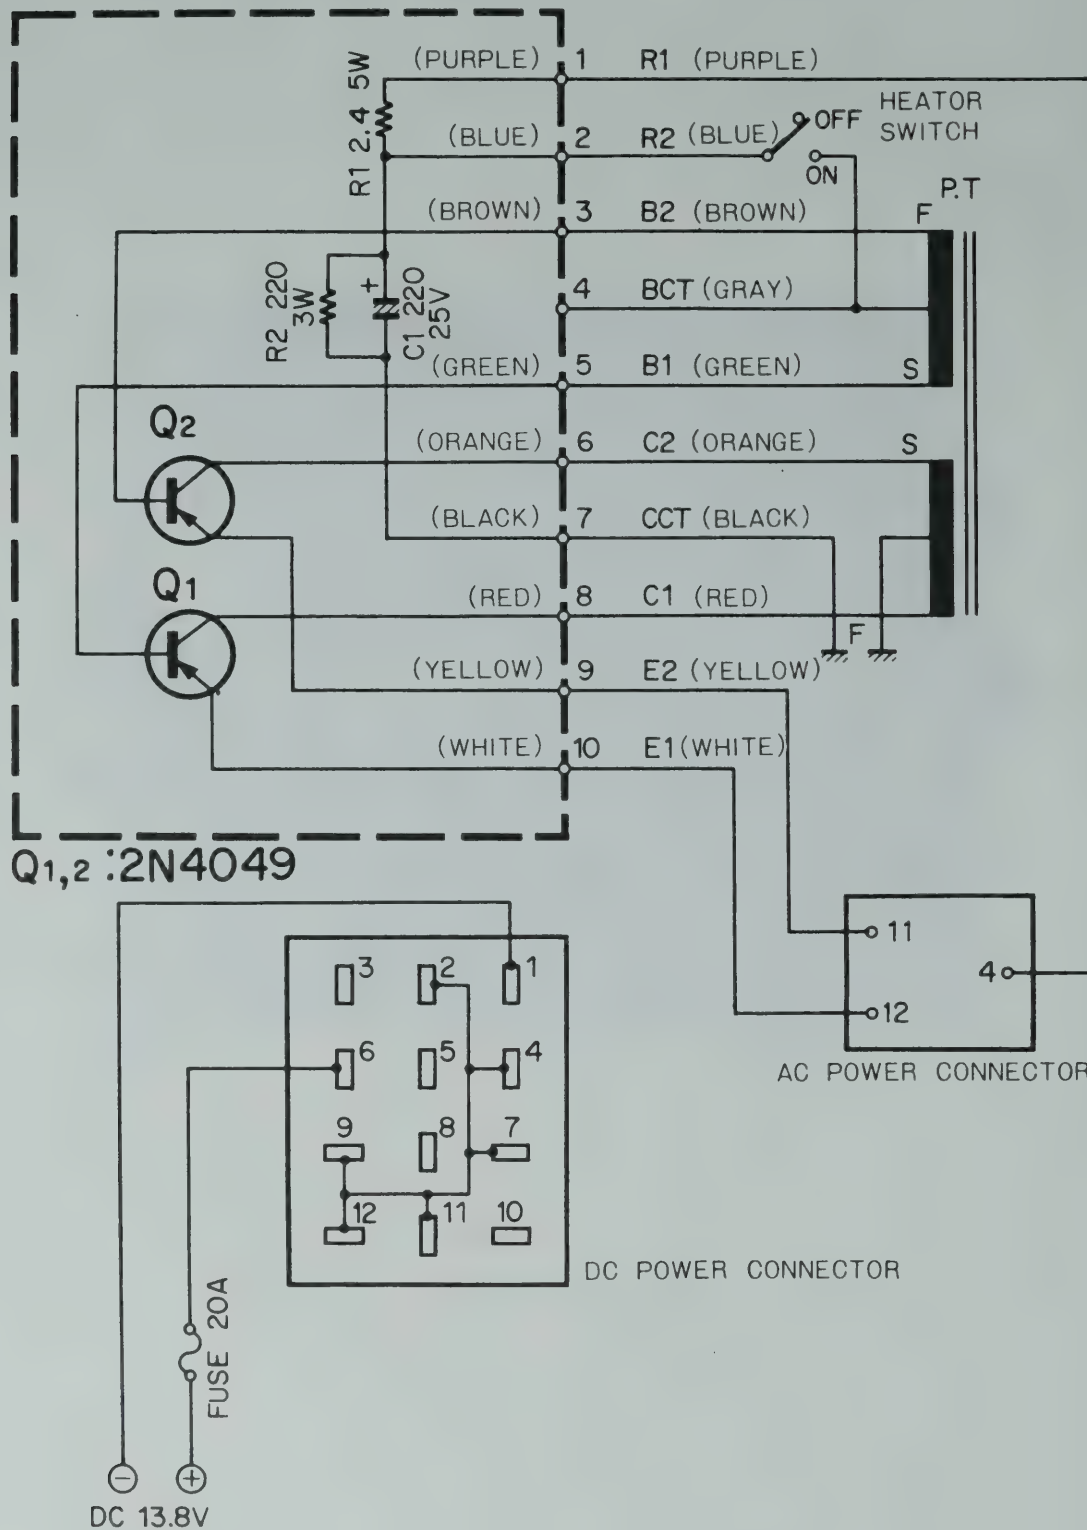 (PURPLE) 1 R1 (PURPLE)
R1 2.4 5W
HEATOR
SWITCH
OFF
(BLUE) 2 R2 (BLUE)
ON
P.T
(BROWN) 3 B2 (BROWN) F
R2 220
3W
+
C1 220
25V
4 BCT (GRAY)
(GREEN) 5 B1 (GREEN) S
Q2
(ORANGE) 6 C2 (ORANGE) S
(BLACK) 7 CCT (BLACK)
Q1
(RED) 8 C1 (RED)
F
(YELLOW) 9 E2 (YELLOW)
(WHITE) 10 E1 (WHITE)
Q1,2 :2N4049
11
4
12
AC POWER CONNECTOR
3 2 1
6 5 4
9 8 7
12 11 10
DC POWER CONNECTOR
FUSE 20A
− +
DC 13.8V